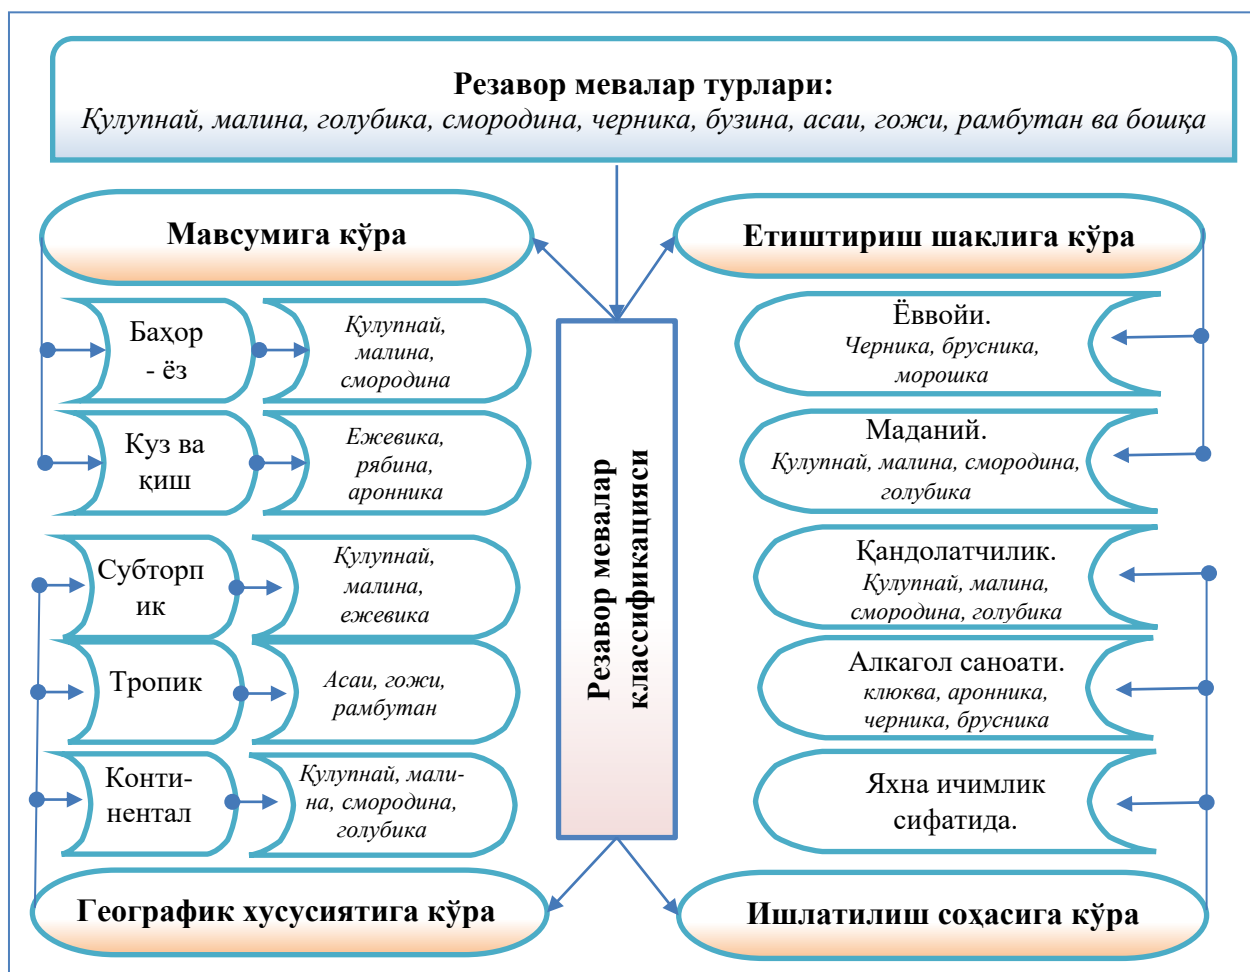 Резавор мевалар турлари:
Қулупнай, малина, голубика, смородина, черника, бузина, асаи, гожи, рамбутан ва бошқа
Мавсумига кўра
Баҳор
- ёз
Қулупнай,
малина,
смородина
Куз ва
қиш
Ежевика,
рябина,
аронника
Субторп
ик
Қулупнай,
малина,
ежевика
Тропик
Асаи, гожи,
рамбутан
Конти-
нентал
Қулупнай, мали-
на, смородина,
голубика
Географик хусусиятига кўра
Резавор мевалар
классификацияси
Етиштириш шаклига кўра
Ёввойи.
Черника, брусника,
морошка
Маданий.
Қулупнай, малина, смородина,
голубика
Қандолатчилик.
Қулупнай, малина,
смородина, голубика
Алкагол саноати.
клюква, аронника,
черника, брусника
Яхна ичимлик
сифатида.
Ишлатилиш соҳасига кўра